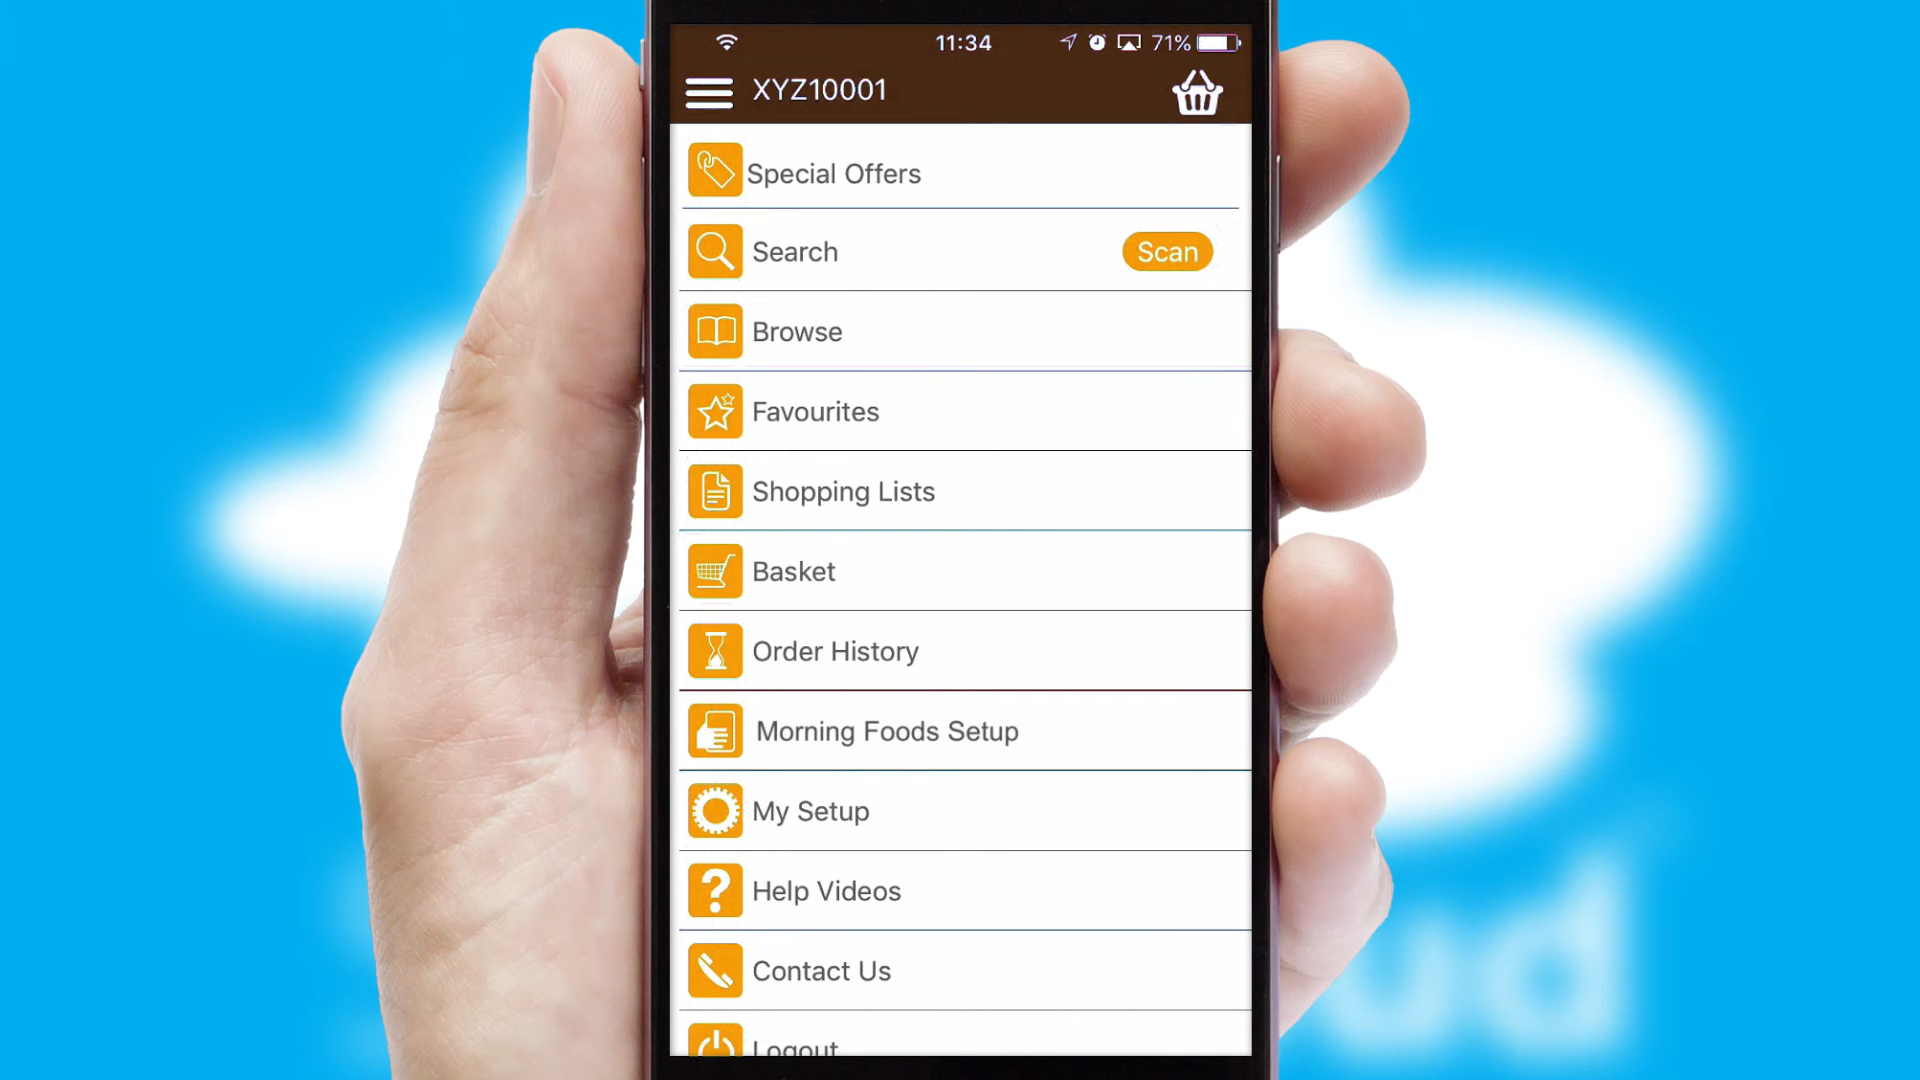 11:34 71%
XYZ10001
Special Offers
Search Scan
Browse
Favourites
Shopping Lists
Basket
Order History
Morning Foods Setup
My Setup
Help Videos
Contact Us
Logout